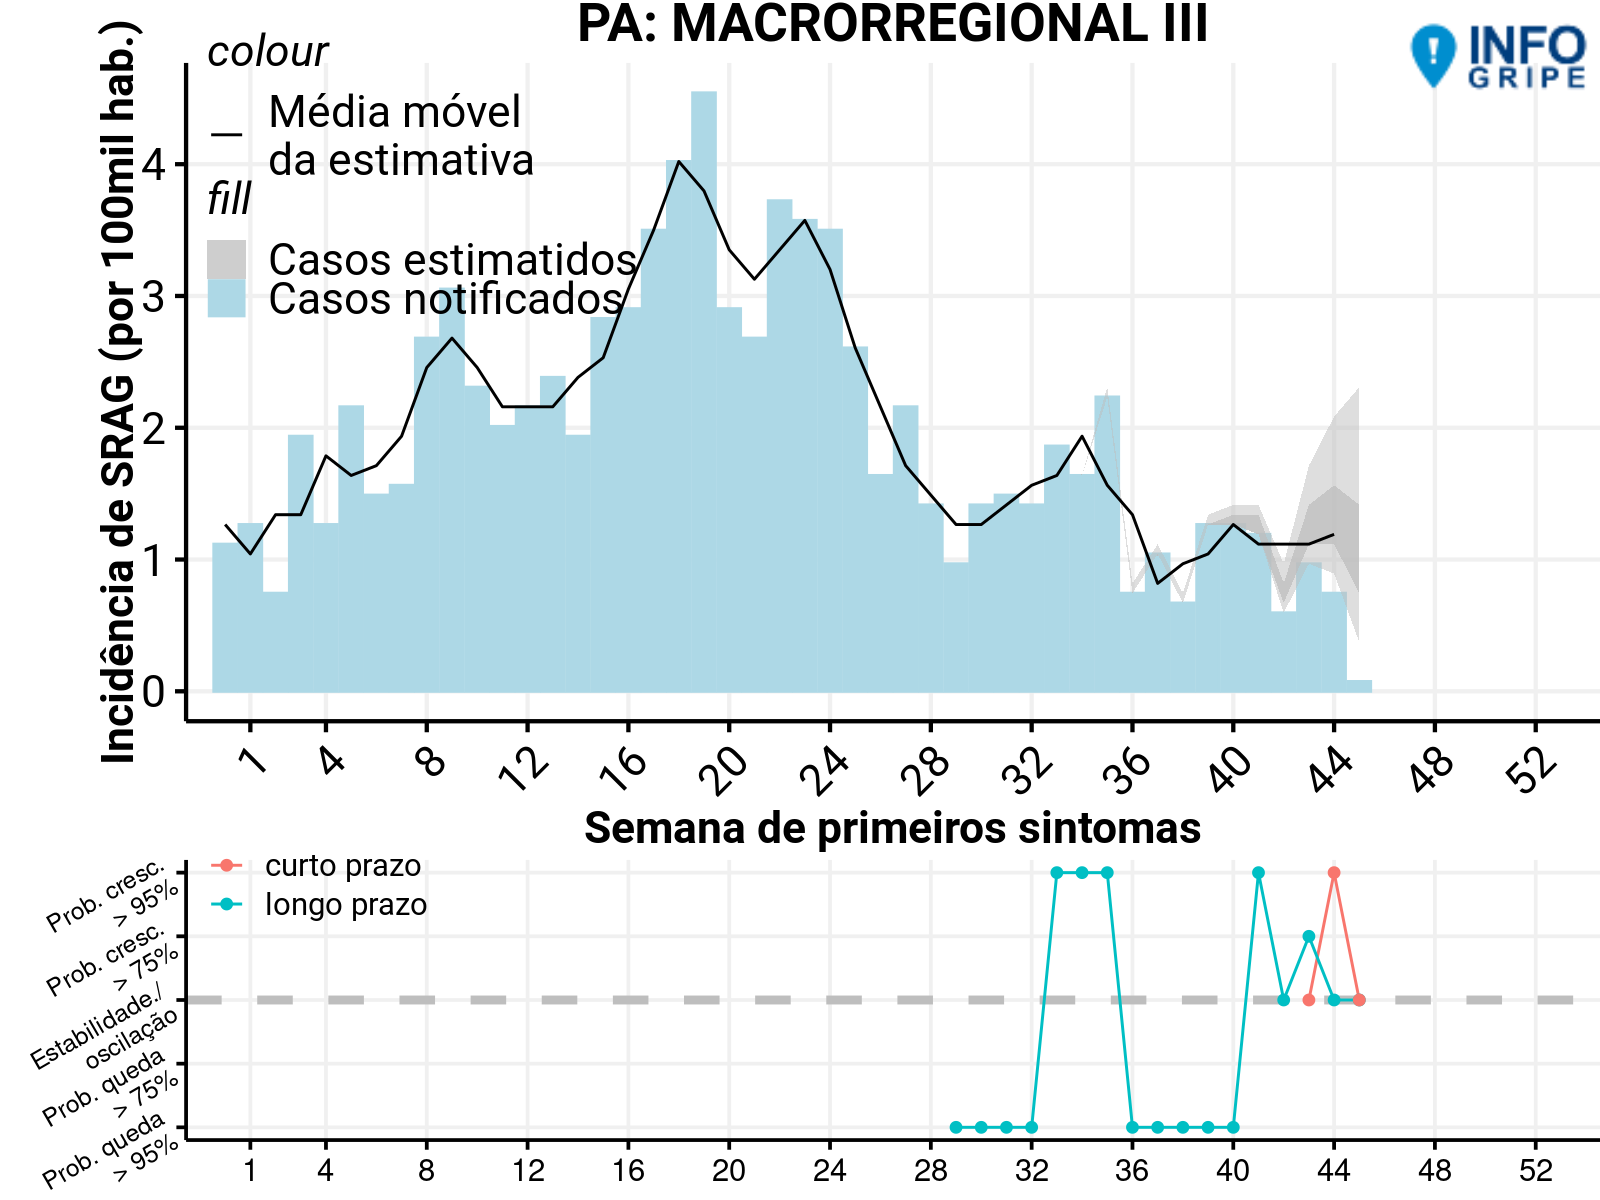 PA: MACRORREGIONAL III
INFO
GRIPE
Incidência de SRAG (por 100mil hab.)
colour
Média móvel
da estimativa
fill
Casos estimatidos
Casos notificados
4
3
2
1
0
1 4 8 12 16 20 24 28 32 36 40 44 48 52
Semana de primeiros sintomas
curto prazo
longo prazo
Prob. cresc.
> 95%
Prob. cresc.
> 75%
Estabilidade./
oscilação
Prob. queda
> 75%
Prob. queda
> 95%
1 4 8 12 16 20 24 28 32 36 40 44 48 52